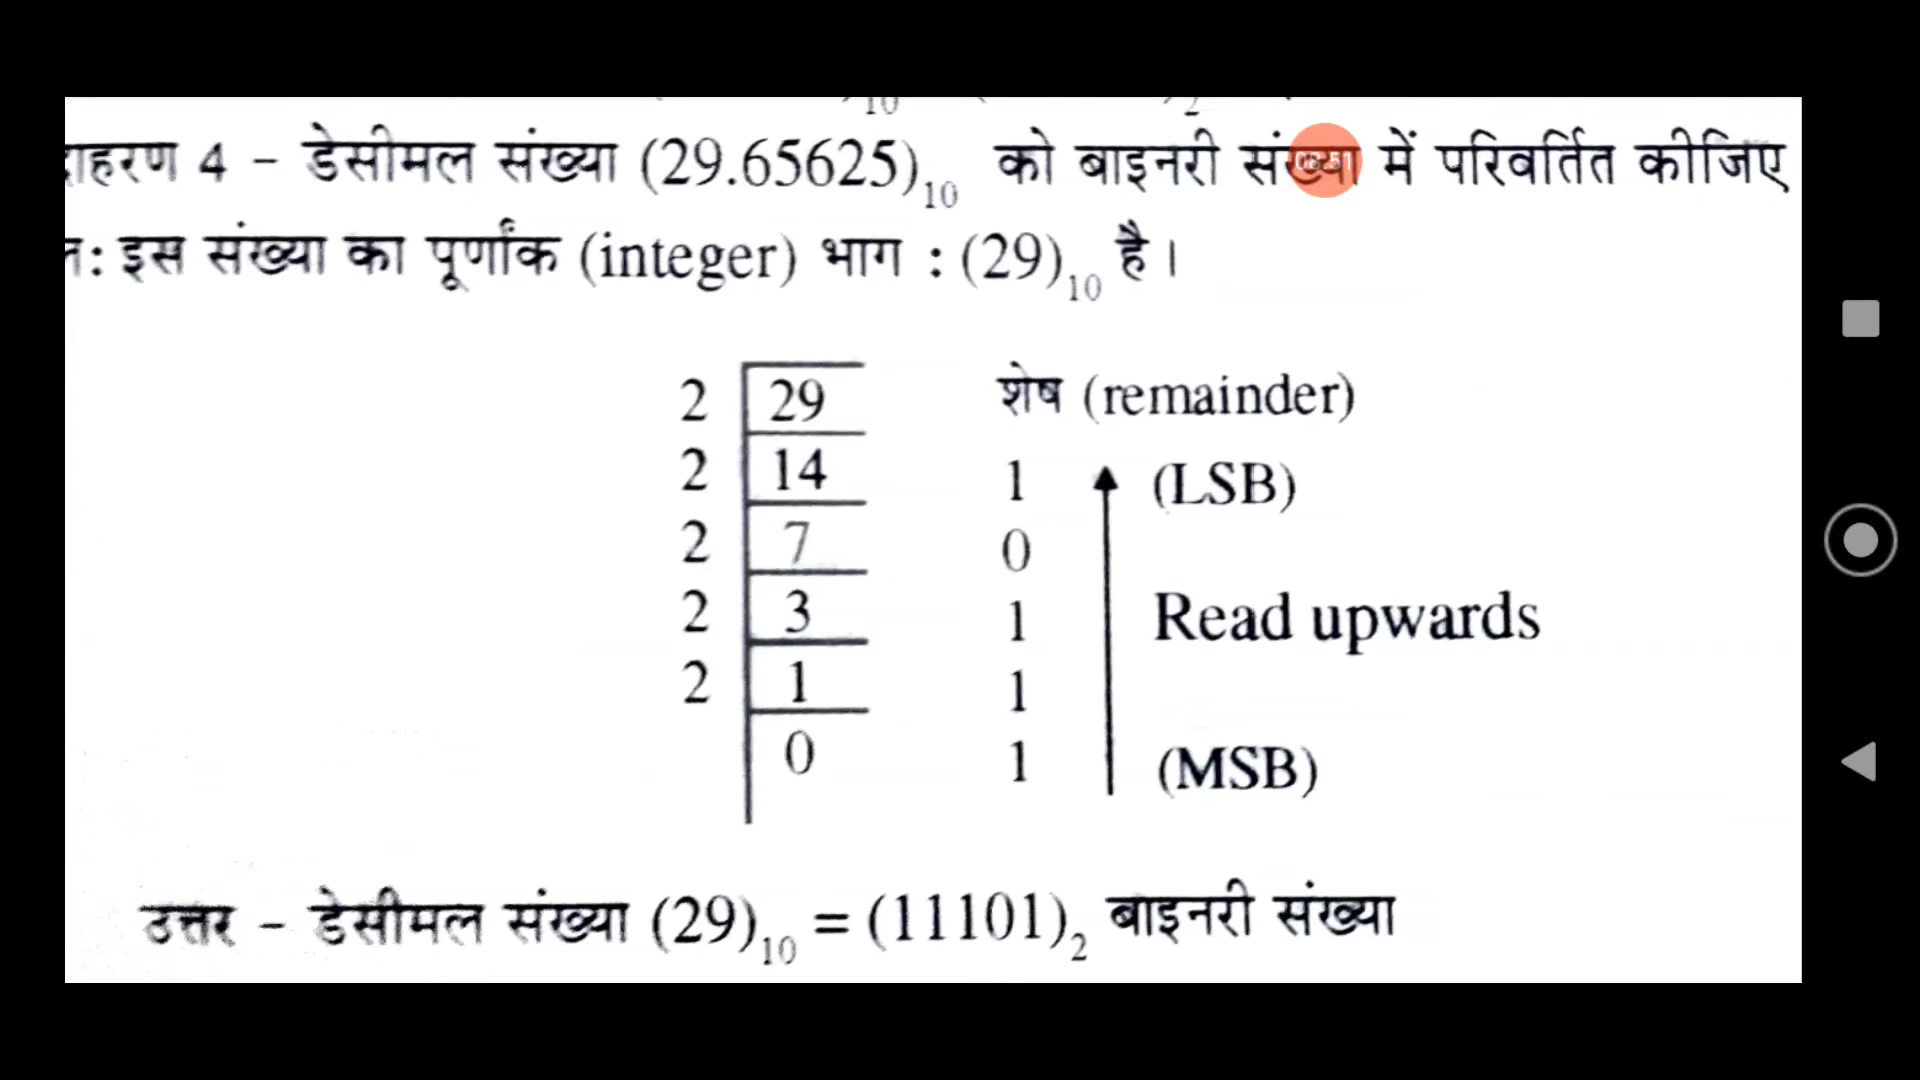 4 - डेसीमल संख्या (29.65625)10 को बाइनरी संख्या में परिवर्तित कीजिए
इस संख्या का पूर्णांक (integer) भाग : (29)10 है।
2 29 शेष (remainder)
2 14 1 (LSB)
2 7 0
2 3 1 Read upwards
2 1 1
0 1 (MSB)
उत्तर - डेसीमल संख्या (29)10 = (11101)2 बाइनरी संख्या